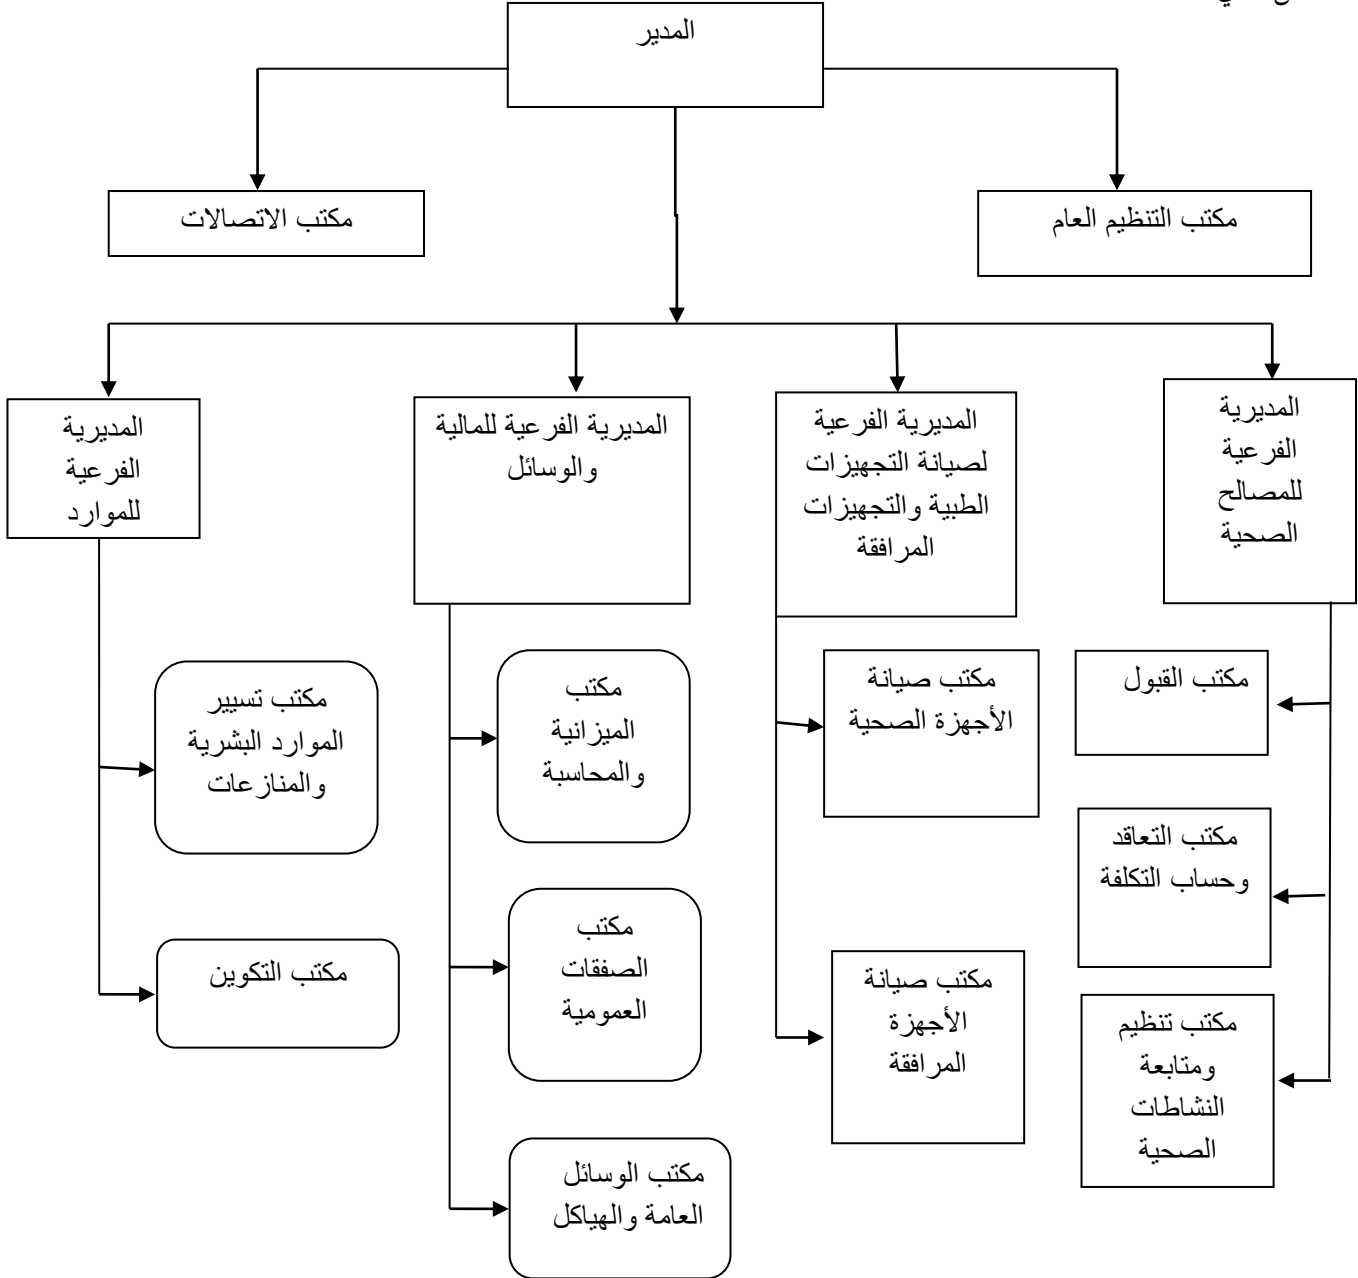 المدير
مكتب التنظيم العام
مكتب الاتصالات
المديرية
الفرعية
للمصالح
الصحية
المديرية الفرعية
لصيانة التجهيزات
الطبية والتجهيزات
المرافقة
المديرية الفرعية للمالية
والوسائل
المديرية
الفرعية
للموارد
مكتب القبول
مكتب التعاقد
وحساب التكلفة
مكتب تنظيم
ومتابعة
النشاطات
الصحية
مكتب صيانة
الأجهزة الصحية
مكتب صيانة
الأجهزة
المرافقة
مكتب
الميزانية
والمحاسبة
مكتب
الصفقات
العمومية
مكتب الوسائل
العامة والهياكل
مكتب تسيير
الموارد البشرية
والمنازعات
مكتب التكوين